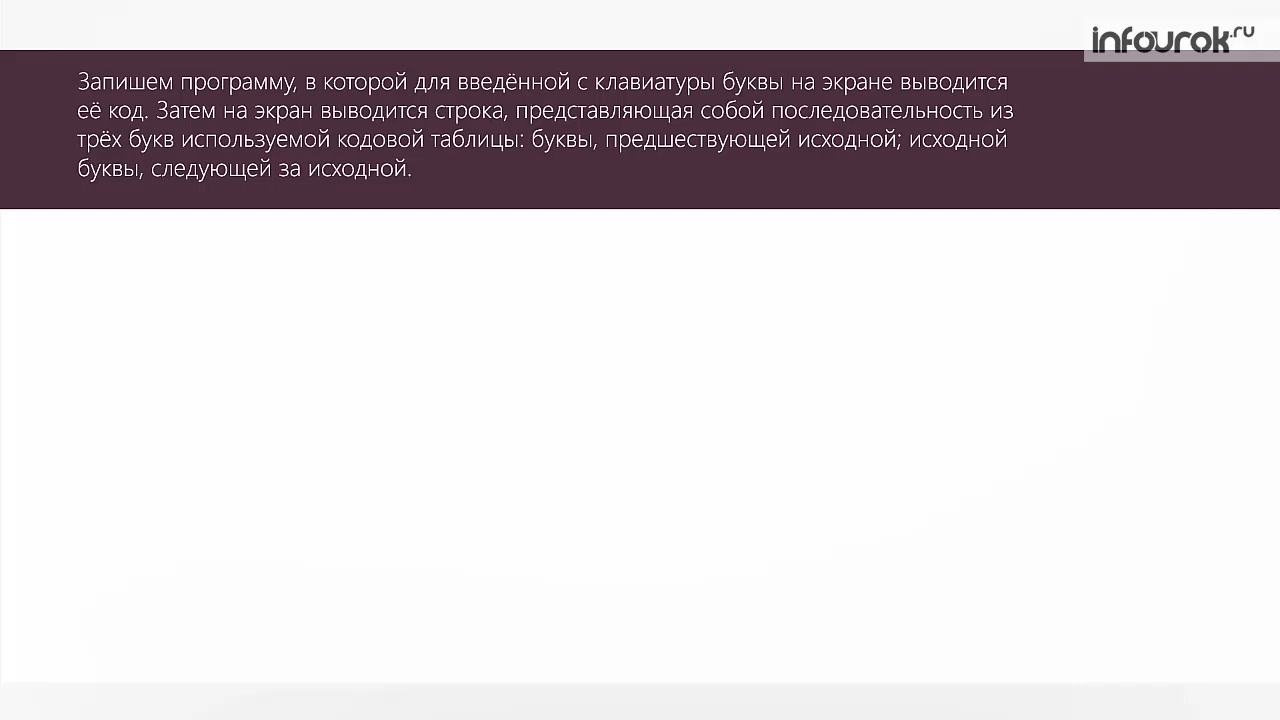 infourok.ru
Запишем программу, в которой для введённой с клавиатуры буквы на экране выводится
её код. Затем на экран выводится строка, представляющая собой последовательность из
трёх букв используемой кодовой таблицы: буквы, предшествующей исходной; исходной
буквы, следующей за исходной.